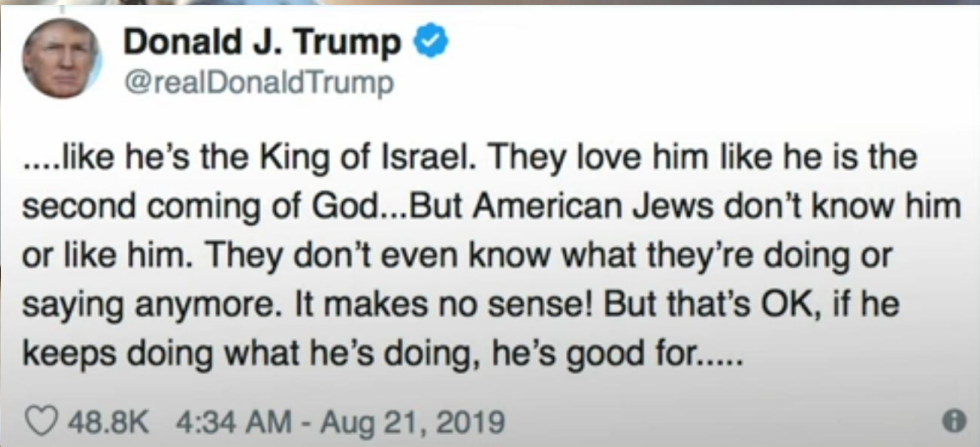 Donald J. Trump
@realDonaldTrump
....like he's the King of Israel. They love him like he is the
second coming of God...But American Jews don't know him
or like him. They don't even know what they're doing or
saying anymore. It makes no sense! But that's OK, if he
keeps doing what he's doing, he's good for.....
48.8K 4:34 AM - Aug 21, 2019